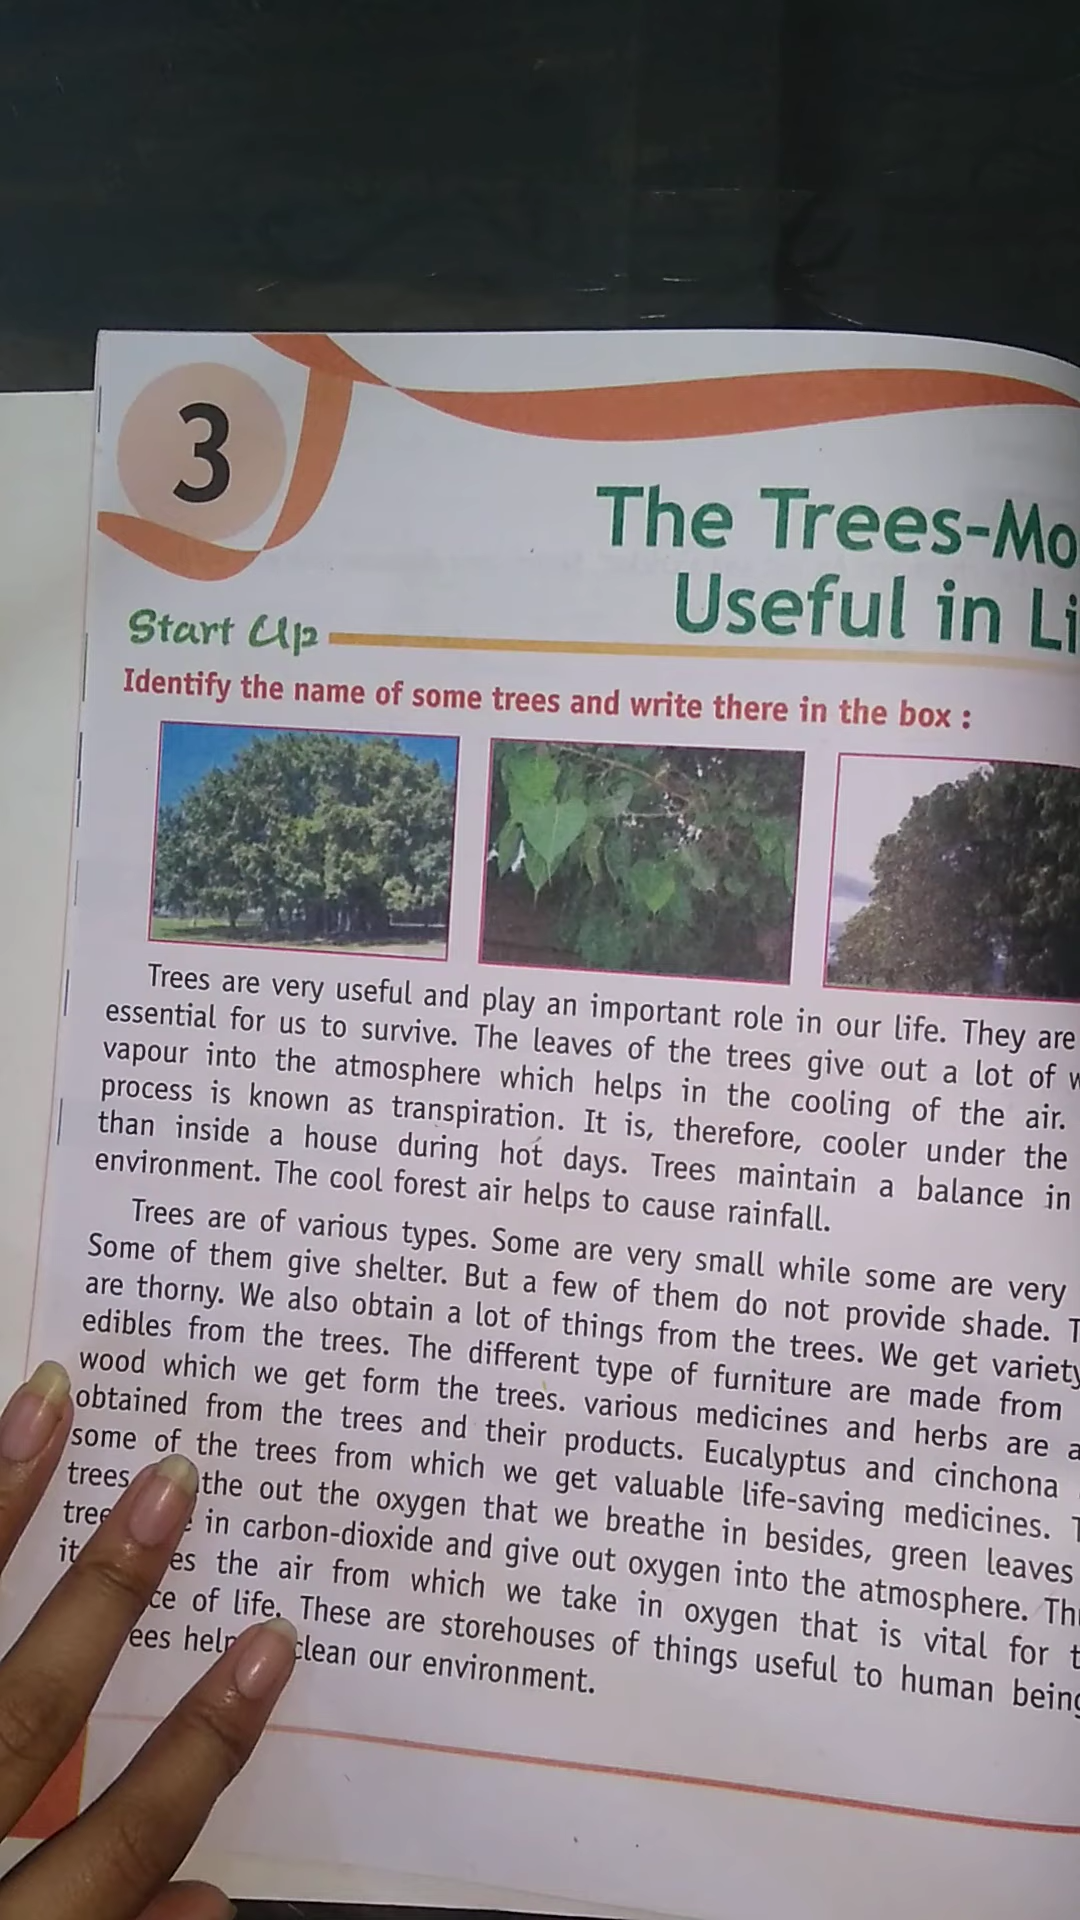 3
The Trees-Mo
Useful in Li
Start Up
Identify the name of some trees and write there in the box :
Trees are very useful and play an important role in our life. They are
essential for us to survive. The leaves of the trees give out a lot of
vapour into the atmosphere which helps in the cooling of the air.
process is known as transpiration. It is, therefore, cooler under the
than inside a house during hot days. Trees maintain a balance in
environment. The cool forest air helps to cause rainfall.
Trees are of various types. Some are very small while some are very
Some of them give shelter. But a few of them do not provide shade.
are thorny. We also obtain a lot of things from the trees. We get variety
edibles from the trees. The different type of furniture are made from
wood which we get form the trees. various medicines and herbs are
obtained from the trees and their products. Eucalyptus and cinchona
some of the trees from which we get valuable life-saving medicines.
trees the out the oxygen that we breathe in besides, green leaves
in carbon-dioxide and give out oxygen into the atmosphere.
it the air from which we take in oxygen that is vital for
of life. These are storehouses of things useful to human being
help clean our environment.